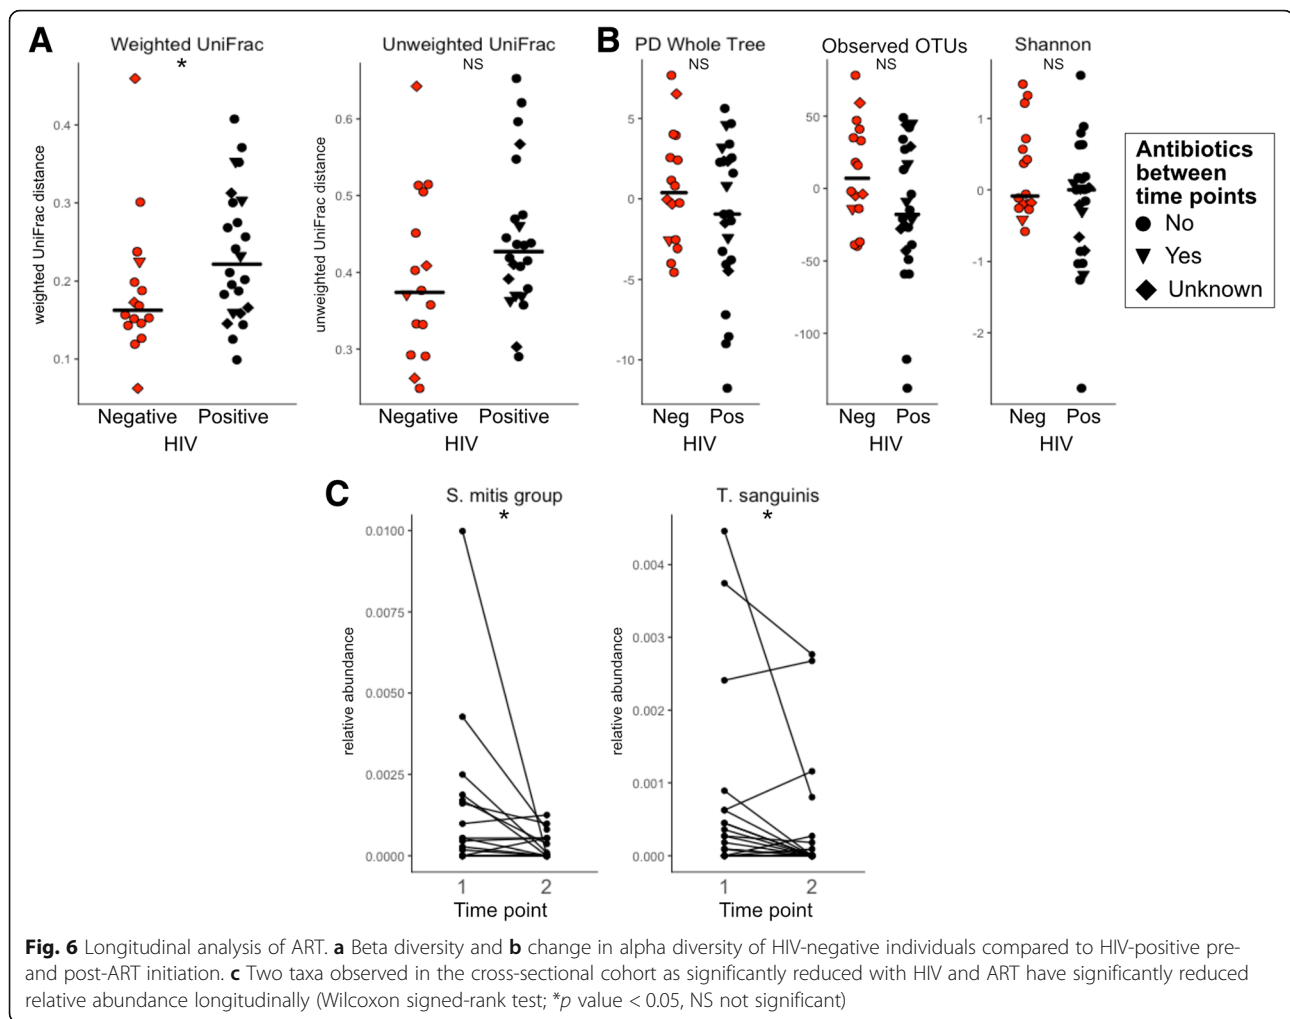 A
Weighted UniFrac
*
weighted UniFrac distance
0.4
0.3
0.2
0.1
Negative Positive
HIV
Unweighted UniFrac
NS
unweighted UniFrac distance
0.6
0.5
0.4
0.3
Negative Positive
HIV
B
PD Whole Tree
NS
5
0
-5
-10
Neg Pos
HIV
Observed OTUs
NS
50
0
-50
-100
Neg Pos
HIV
Shannon
NS
1
0
-1
-2
Neg Pos
HIV
Antibiotics
between
time points
No
Yes
Unknown
C
S. mitis group
*
relative abundance
0.0100
0.0075
0.0050
0.0025
0.0000
1 2
Time point
T. sanguinis
*
relative abundance
0.004
0.003
0.002
0.001
0.000
1 2
Time point
Fig. 6 Longitudinal analysis of ART. a Beta diversity and b change in alpha diversity of HIV-negative individuals compared to HIV-positive pre-
and post-ART initiation. c Two taxa observed in the cross-sectional cohort as significantly reduced with HIV and ART have significantly reduced
relative abundance longitudinally (Wilcoxon signed-rank test; *p value < 0.05, NS not significant)